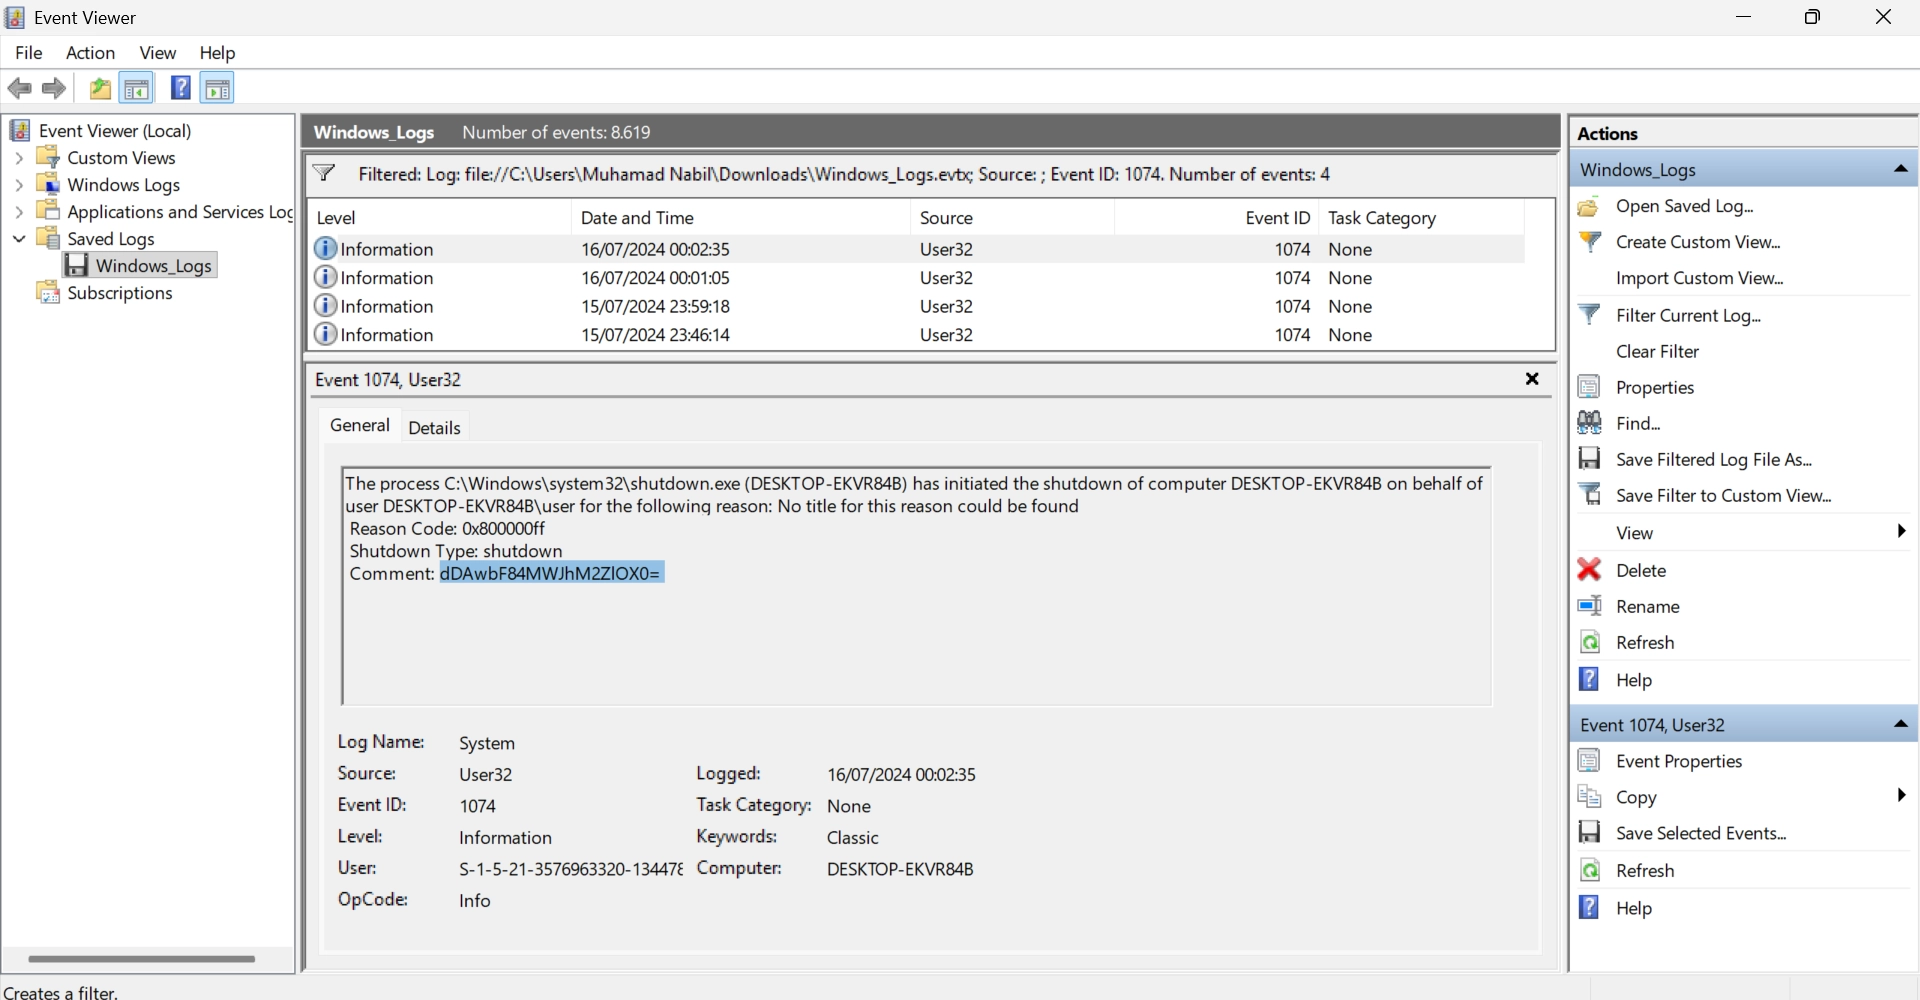 Event Viewer
File Action View Help
Event Viewer (Local)
Custom Views
Windows Logs
Applications and Services Log
Saved Logs
Windows_Logs
Subscriptions
Windows_Logs Number of events: 8.619
Filtered: Log: file://C:\Users\Muhamad Nabil\Downloads\Windows_Logs.evtx; Source: ; Event ID: 1074. Number of events: 4
Level Date and Time Source Event ID Task Category
Information 16/07/2024 00:02:35 User32 1074 None
Information 16/07/2024 00:01:05 User32 1074 None
Information 15/07/2024 23:59:18 User32 1074 None
Information 15/07/2024 23:46:14 User32 1074 None
Event 1074, User32
General Details
The process C:\Windows\system32\shutdown.exe (DESKTOP-EKVR84B) has initiated the shutdown of computer DESKTOP-EKVR84B on behalf of
user DESKTOP-EKVR84B\user for the following reason: No title for this reason could be found
Reason Code: 0x800000ff
Shutdown Type: shutdown
Comment: dDAwbF84MWJhM2ZlOX0=
Log Name: System
Source: User32 Logged: 16/07/2024 00:02:35
Event ID: 1074 Task Category: None
Level: Information Keywords: Classic
User: S-1-5-21-3576963320-134478 Computer: DESKTOP-EKVR84B
OpCode: Info
Actions
Windows_Logs
Open Saved Log...
Create Custom View...
Import Custom View...
Filter Current Log...
Clear Filter
Properties
Find...
Save Filtered Log File As...
Save Filter to Custom View...
View
Delete
Rename
Refresh
Help
Event 1074, User32
Event Properties
Copy
Save Selected Events...
Refresh
Help
Creates a filter.